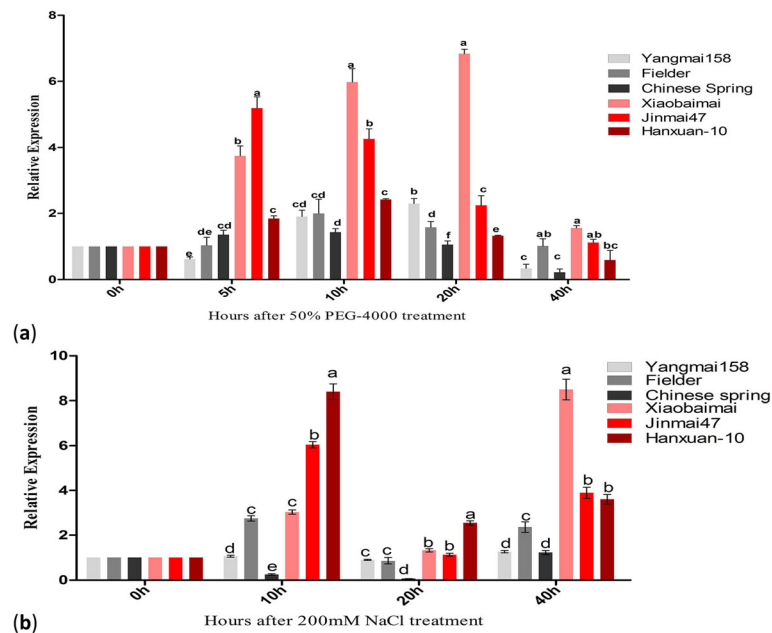 8
6
4
2
0
Relative Expression
Yangmai158
Fielder
Chinese Spring
Xiaobaimai
Jinmai47
Hanxuan-10
e de cd b a c
cd cd d a b c
b d f a c e
c ab c a ab bc
0h 5h 10h 20h 40h
Hours after 50% PEG-4000 treatment
(a)
10
8
6
4
2
0
Relative Expression
Yangmai158
Fielder
Chinese spring
Xiaobaimai
Jinmai47
Hanxuan-10
d c e c b a
c c d b b a
c c c a b b
0h 10h 20h 40h
Hours after 200mM NaCl treatment
(b)